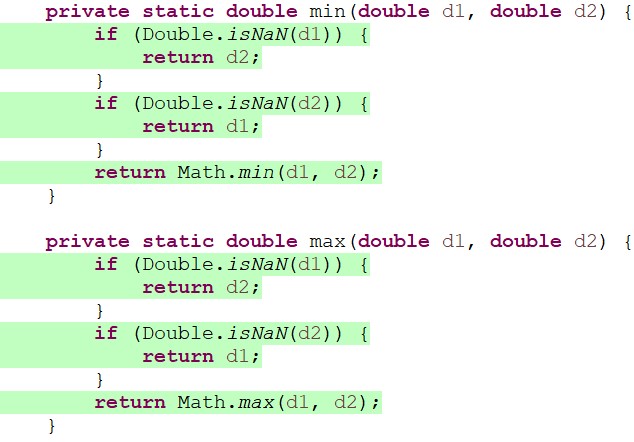 private static double min(double d1, double d2) {
if (Double.isNaN(d1)) {
return d2;
}
if (Double.isNaN(d2)) {
return d1;
}
return Math.min(d1, d2);
}
private static double max(double d1, double d2) {
if (Double.isNaN(d1)) {
return d2;
}
if (Double.isNaN(d2)) {
return d1;
}
return Math.max(d1, d2);
}